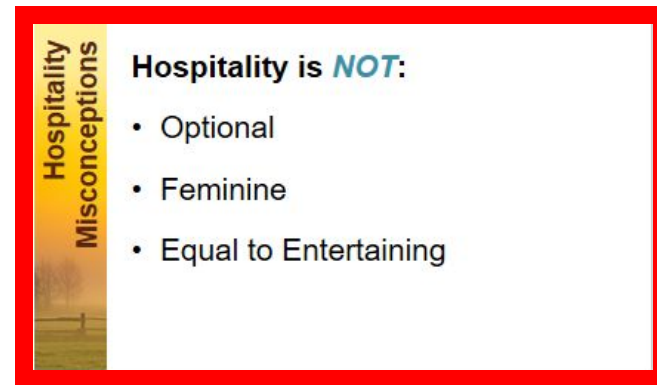 Hospitality
Misconceptions
Hospitality is NOT:
• Optional
• Feminine
• Equal to Entertaining